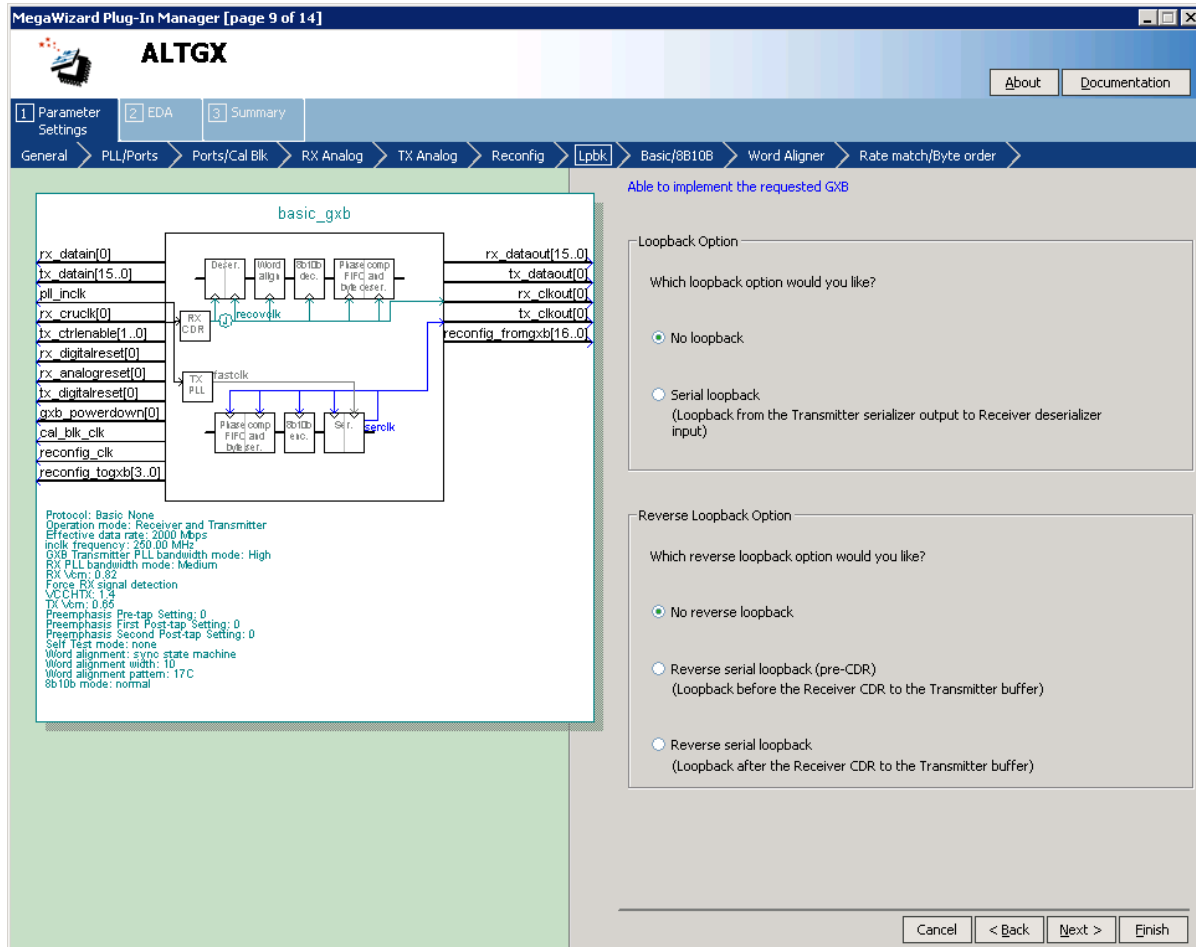 MegaWizard Plug-In Manager [page 9 of 14]
ALTGX
About
Documentation
1 Parameter Settings
2 EDA
3 Summary
General
PLL/Ports
Ports/Cal Blk
RX Analog
TX Analog
Reconfig
Lpbk
Basic/8B10B
Word Aligner
Rate match/Byte order
basic_gxb
rx_datain[0]
tx_datain[15..0]
pll_inclk
rx_cruclk[0]
tx_ctrlenable[1..0]
rx_digitalreset[0]
rx_analogreset[0]
tx_digitalreset[0]
gxb_powerdown[0]
cal_blk_clk
reconfig_clk
reconfig_togxb[3..0]
Deser.
Word align
8b10b dec.
Phase comp FIFO and byte deser.
RX CDR
recovclk
TX PLL
fastclk
Phase comp FIFO and byte ser.
8b10b enc.
Ser.
serclk
rx_dataout[15..0]
tx_dataout[0]
rx_clkout[0]
tx_clkout[0]
reconfig_fromgxb[16..0]
Protocol: Basic None
Operation mode: Receiver and Transmitter
Effective data rate: 2000 Mbps
inclk frequency: 250.00 MHz
GXB Transmitter PLL bandwidth mode: High
RX PLL bandwidth mode: Medium
RX Vcm: 0.82
Force RX signal detection
VCCHTX: 1.4
TX Vcm: 0.65
Preemphasis Pre-tap Setting: 0
Preemphasis First Post-tap Setting: 0
Preemphasis Second Post-tap Setting: 0
Self Test mode: none
Word alignment: sync state machine
Word alignment width: 10
Word alignment pattern: 17C
8b10b mode: normal
Able to implement the requested GXB
Loopback Option
Which loopback option would you like?
No loopback
Serial loopback
(Loopback from the Transmitter serializer output to Receiver deserializer
input)
Reverse Loopback Option
Which reverse loopback option would you like?
No reverse loopback
Reverse serial loopback (pre-CDR)
(Loopback before the Receiver CDR to the Transmitter buffer)
Reverse serial loopback
(Loopback after the Receiver CDR to the Transmitter buffer)
Cancel
< Back
Next >
Finish